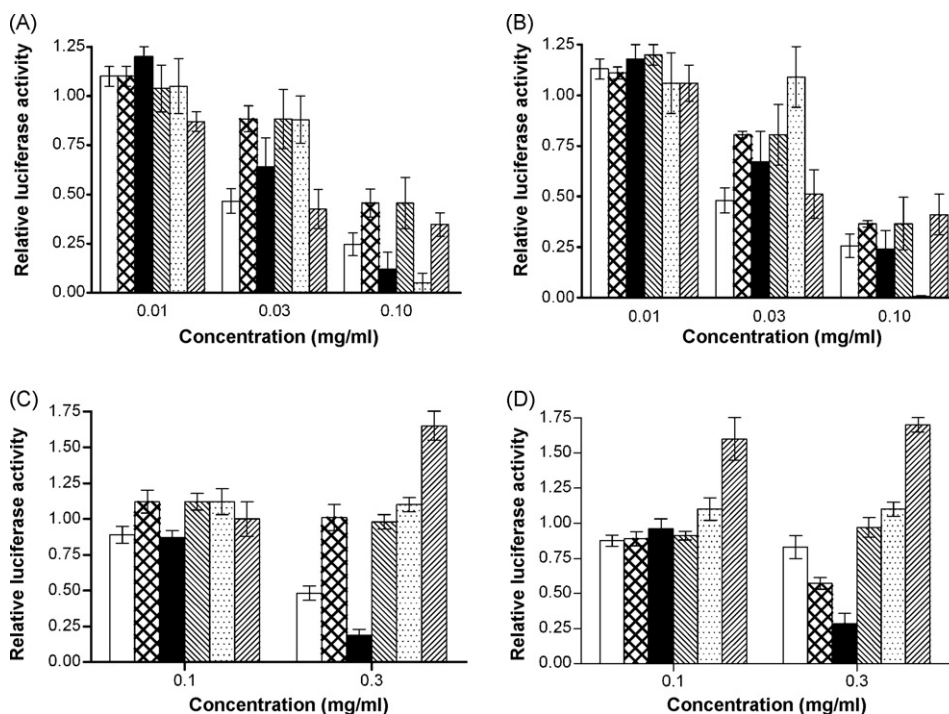 (A)
Relative luciferase activity
1.25
1.00
0.75
0.50
0.25
0.00
0.01 0.03 0.10
Concentration (mg/ml)
(B)
Relative luciferase activity
1.25
1.00
0.75
0.50
0.25
0.00
0.01 0.03 0.10
Concentration (mg/ml)
(C)
Relative luciferase activity
1.75
1.50
1.25
1.00
0.75
0.50
0.25
0.00
0.1 0.3
Concentration (mg/ml)
(D)
Relative luciferase activity
1.75
1.50
1.25
1.00
0.75
0.50
0.25
0.00
0.1 0.3
Concentration (mg/ml)